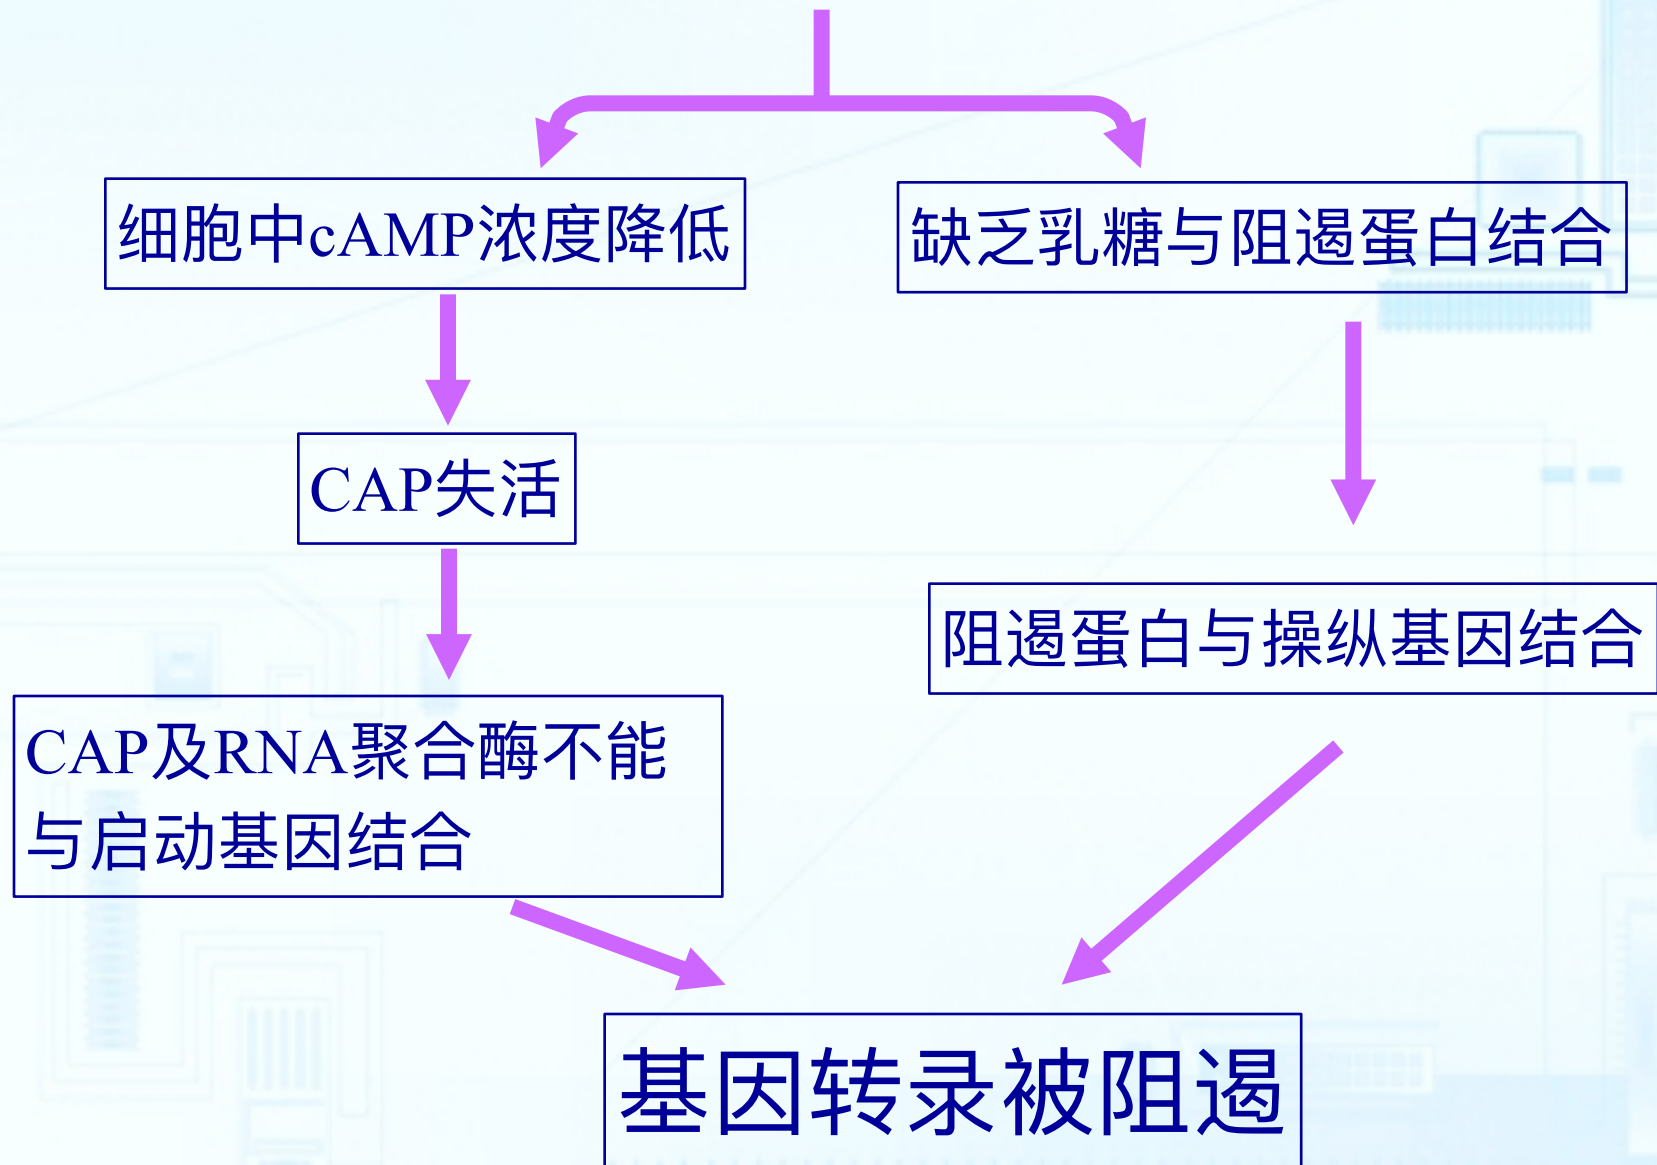 细胞中cAMP浓度降低
缺乏乳糖与阻遏蛋白结合
CAP失活
阻遏蛋白与操纵基因结合
CAP及RNA聚合酶不能
与启动基因结合
基因转录被阻遏